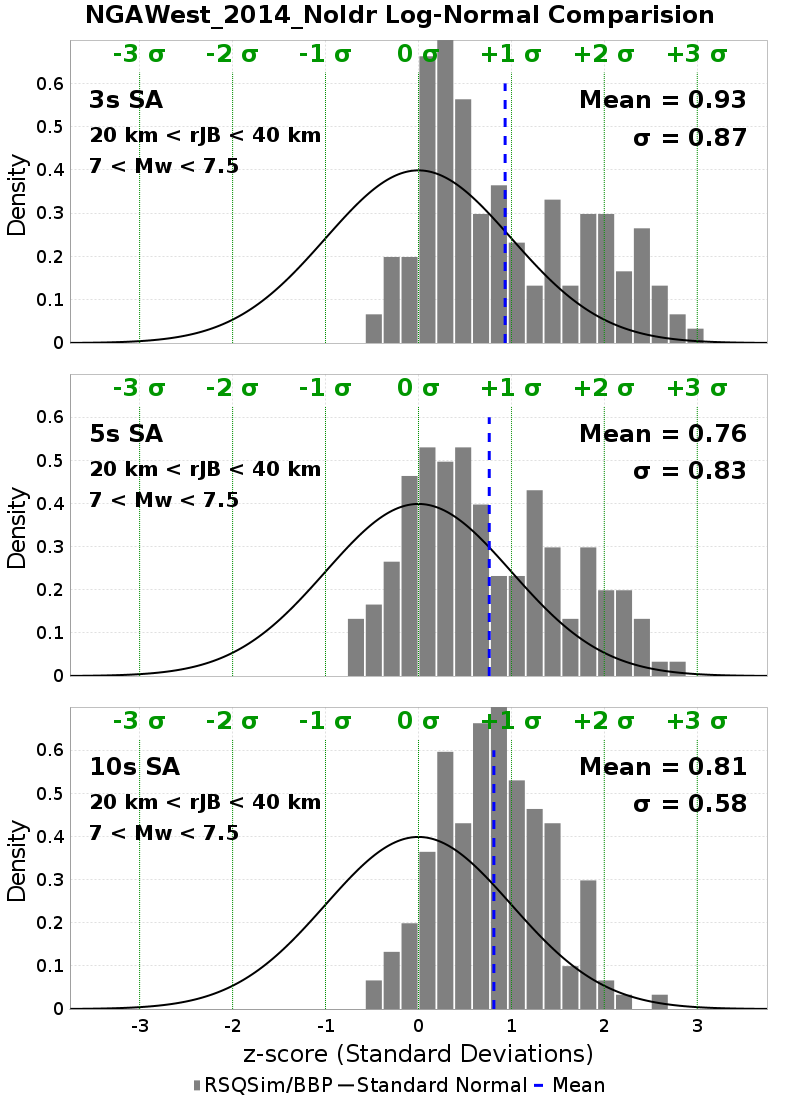 NGAWest_2014_NoIdr Log-Normal Comparision
-3 σ -2 σ -1 σ 0 σ +1 σ +2 σ +3 σ
3s SA
20 km < rJB < 40 km
7 < Mw < 7.5
Mean = 0.93
σ = 0.87
Density
0.6
0.5
0.4
0.3
0.2
0.1
0
-3 σ -2 σ -1 σ 0 σ +1 σ +2 σ +3 σ
5s SA
20 km < rJB < 40 km
7 < Mw < 7.5
Mean = 0.76
σ = 0.83
Density
0.6
0.5
0.4
0.3
0.2
0.1
0
-3 σ -2 σ -1 σ 0 σ +1 σ +2 σ +3 σ
10s SA
20 km < rJB < 40 km
7 < Mw < 7.5
Mean = 0.81
σ = 0.58
Density
0.6
0.5
0.4
0.3
0.2
0.1
0
-3 -2 -1 0 1 2 3
z-score (Standard Deviations)
RSQSim/BBP Standard Normal Mean